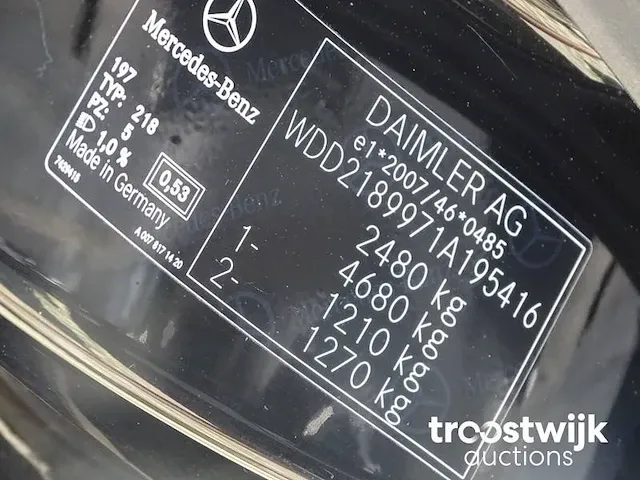 Mercedes-Benz
197
TYP: 218
PZ: 5
1,0 %
Made in Germany
0,53
7429416
A 007 817 14 20
DAIMLER AG
e1*2007/46*0485
WDD2189971A195416
2480 kg
4680 kg
1- 1210 kg
2- 1270 kg
troostwijk
auctions